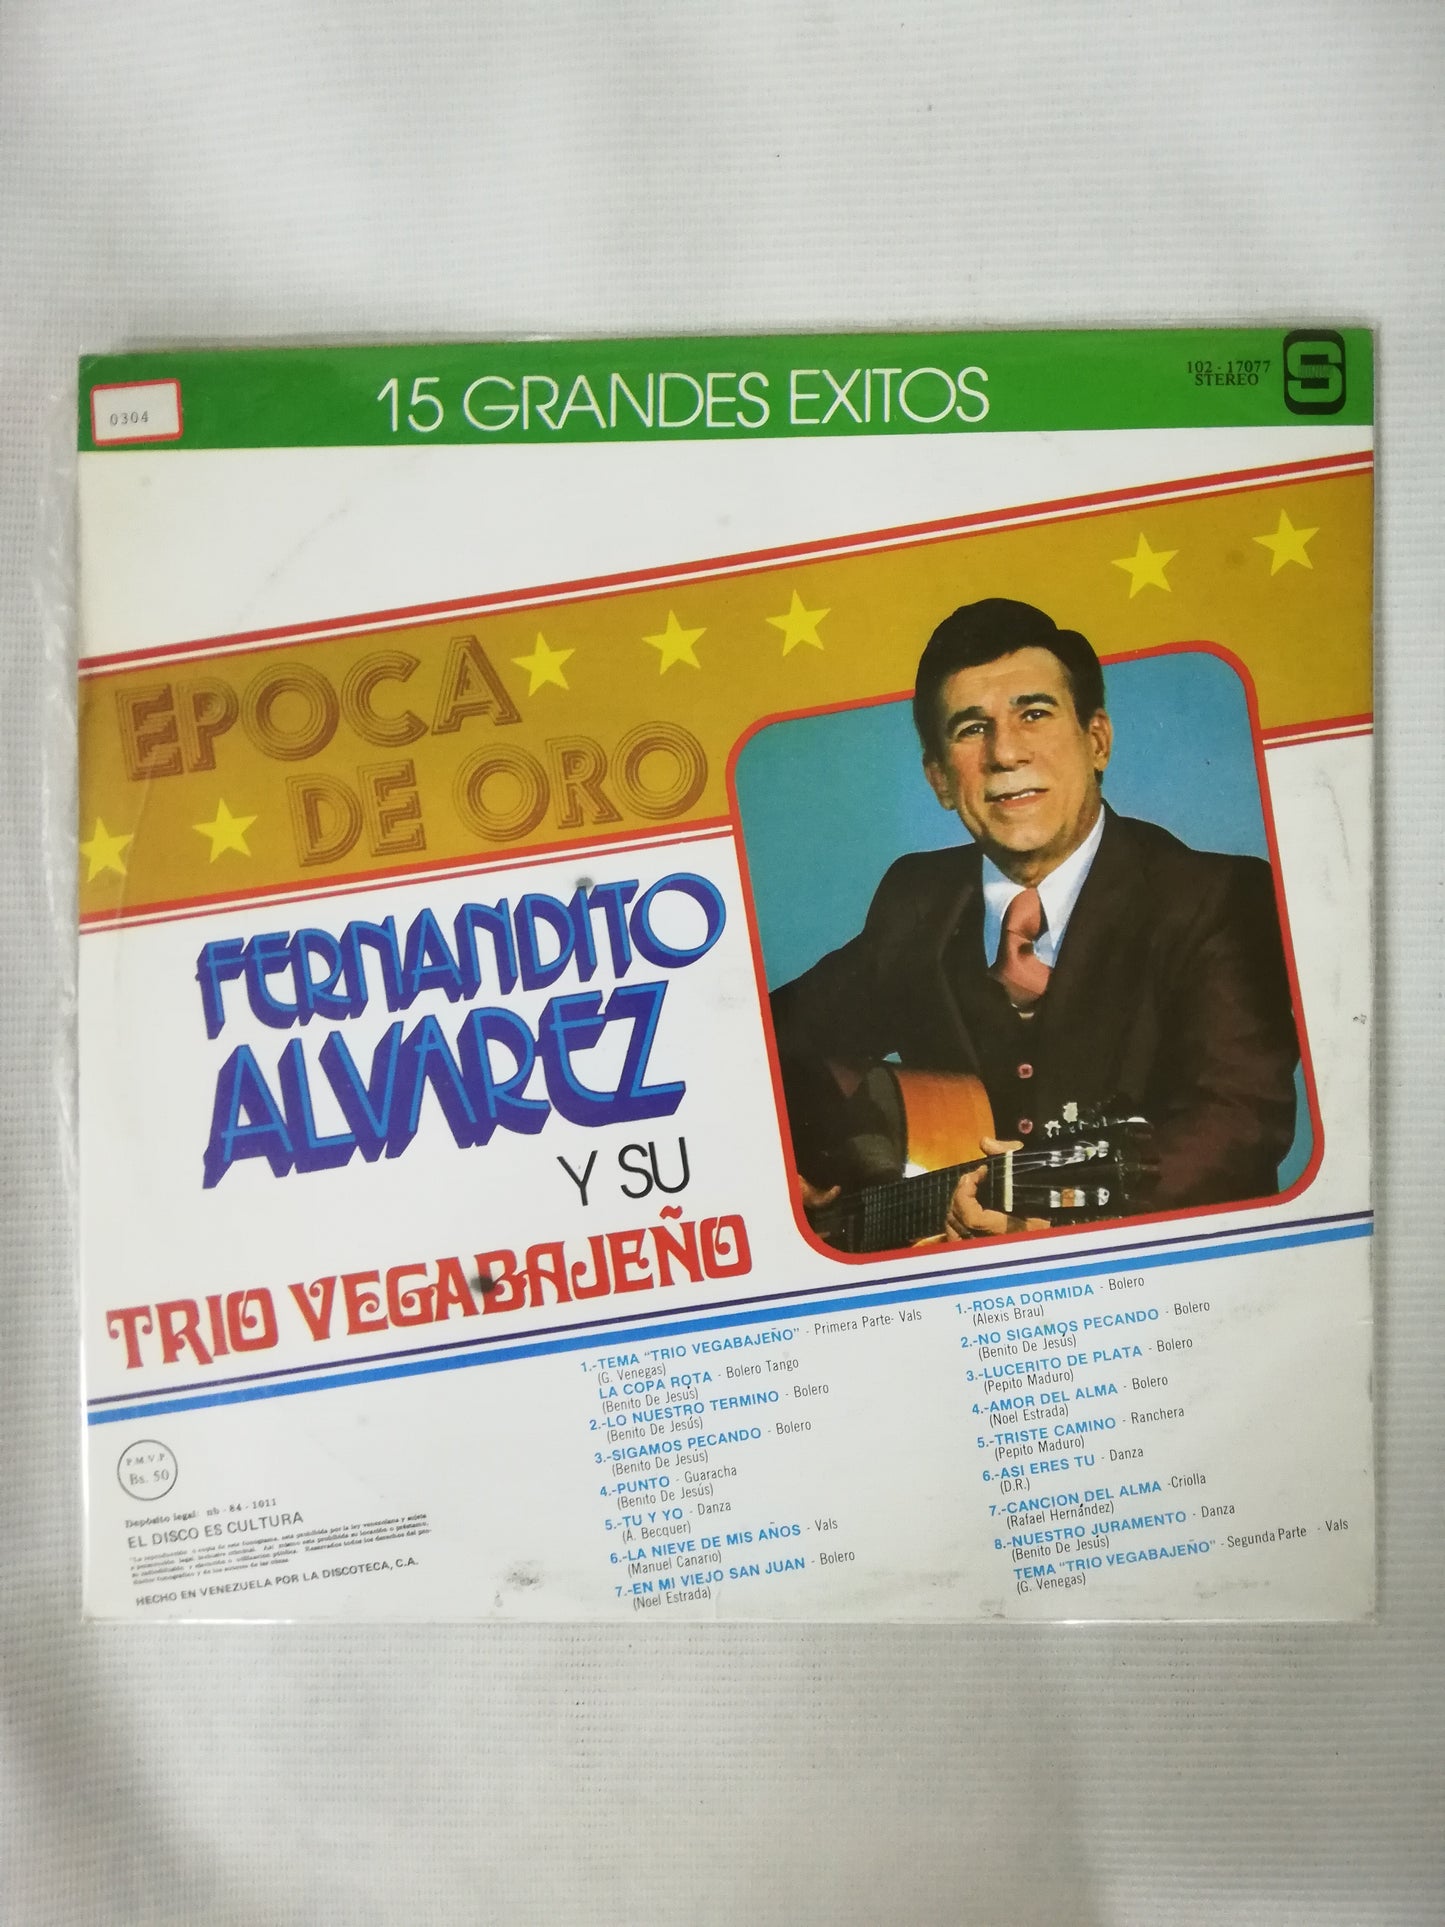 0304
15 GRANDES EXITOS
102 - 17077
STEREO
S
EPOCA
DE ORO
FERNANDITO
ALVAREZ
Y SU
TRIO VEGABAJEÑO
1.-TEMA "TRIO VEGABAJEÑO" - Primera Parte- Vals
(G. Venegas)
LA COPA ROTA - Bolero Tango
(Benito De Jesús)
2.-LO NUESTRO TERMINO - Bolero
(Benito De Jesús)
3.-SIGAMOS PECANDO - Bolero
(Benito De Jesús)
4.-PUNTO - Guaracha
(Benito De Jesús)
5.-TU Y YO - Danza
(A. Becquer)
6.-LA NIEVE DE MIS AÑOS - Vals
(Manuel Canario)
7.-EN MI VIEJO SAN JUAN - Bolero
(Noel Estrada)
1.-ROSA DORMIDA - Bolero
(Alexis Brau)
2.-NO SIGAMOS PECANDO - Bolero
(Benito De Jesús)
3.-LUCERITO DE PLATA - Bolero
(Pepito Maduro)
4.-AMOR DEL ALMA - Bolero
(Noel Estrada)
5.-TRISTE CAMINO - Ranchera
(Pepito Maduro)
6.-ASI ERES TU - Danza
(D.R.)
7.-CANCION DEL ALMA -Criolla
(Rafael Hernández)
8.-NUESTRO JURAMENTO - Danza
(Benito De Jesús)
TEMA "TRIO VEGABAJEÑO" - Segunda Parte - Vals
(G. Venegas)
P.M.V.P.
Bs. 50
Depósito legal: nb - 84 - 1011
EL DISCO ES CULTURA
HECHO EN VENEZUELA POR LA DISCOTECA, C.A.